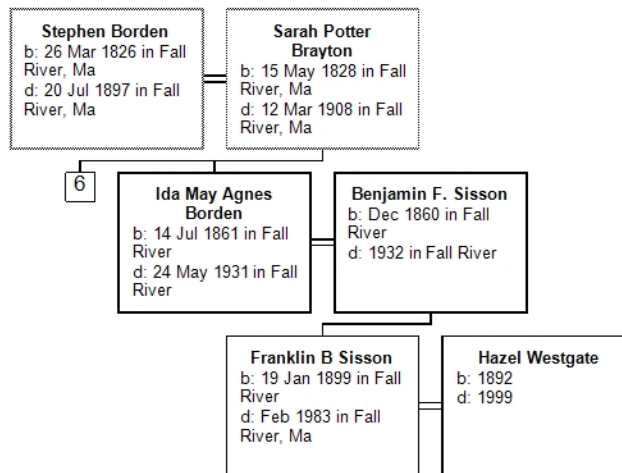 Stephen Borden
b: 26 Mar 1826 in Fall
River, Ma
d: 20 Jul 1897 in Fall
River, Ma
Sarah Potter
Brayton
b: 15 May 1828 in Fall
River, Ma
d: 12 Mar 1908 in Fall
River, Ma
6
Ida May Agnes
Borden
b: 14 Jul 1861 in Fall
River
d: 24 May 1931 in Fall
River
Benjamin F. Sisson
b: Dec 1860 in Fall
River
d: 1932 in Fall River
Franklin B Sisson
b: 19 Jan 1899 in Fall
River
d: Feb 1983 in Fall
River, Ma
Hazel Westgate
b: 1892
d: 1999